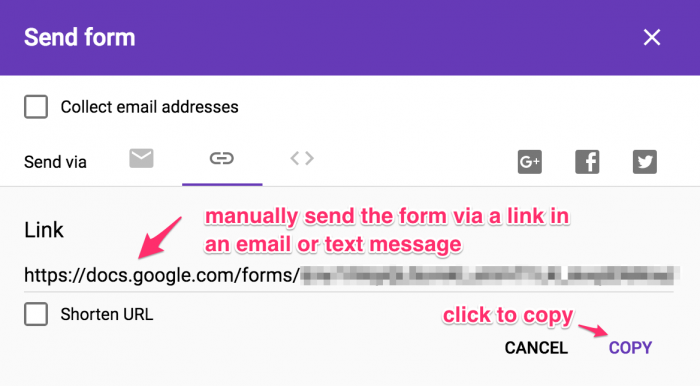 Send form
Collect email addresses
Send via
G+
manually send the form via a link in
an email or text message
Link
https://docs.google.com/forms/
Shorten URL
click to copy
CANCEL COPY